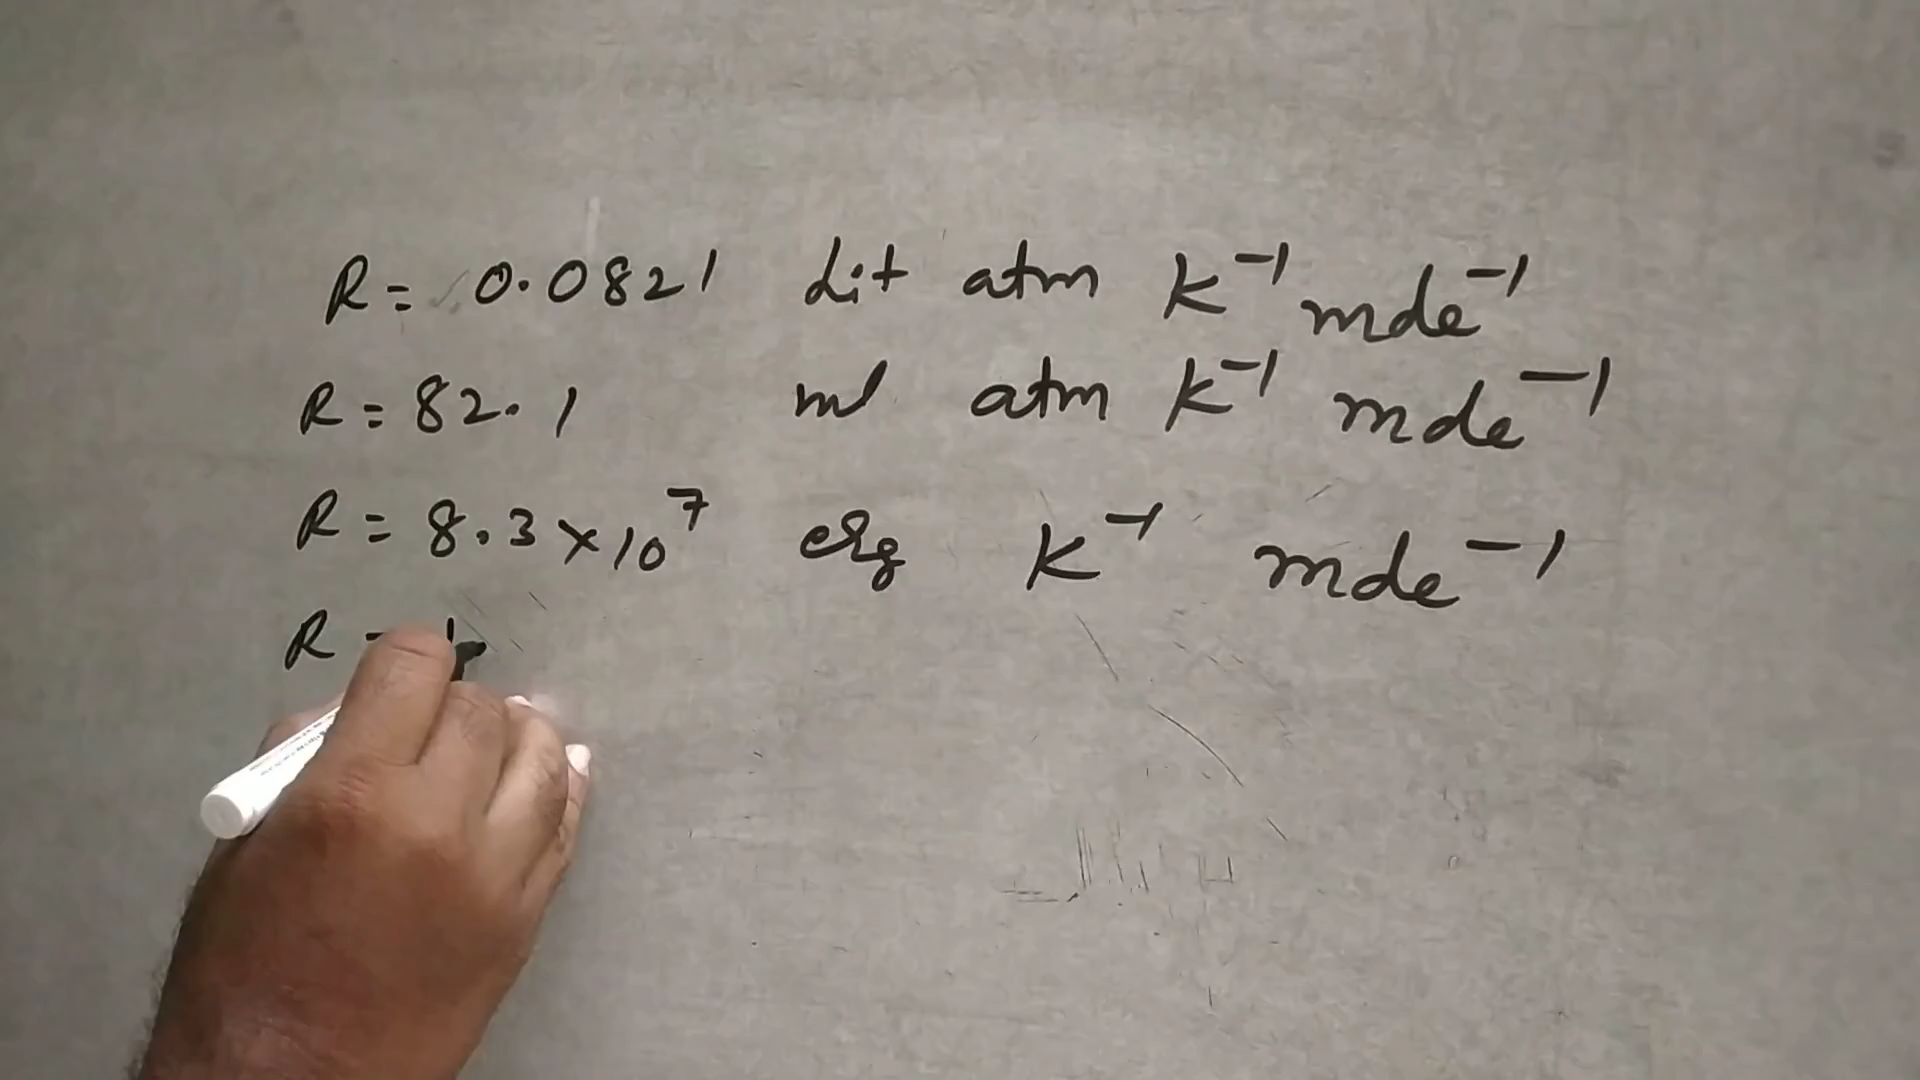 R = 0.0821 Lit atm K⁻¹ mole⁻¹
R = 82.1 ml atm K⁻¹ mole⁻¹
R = 8.3 × 10⁷ erg K⁻¹ mole⁻¹
R =